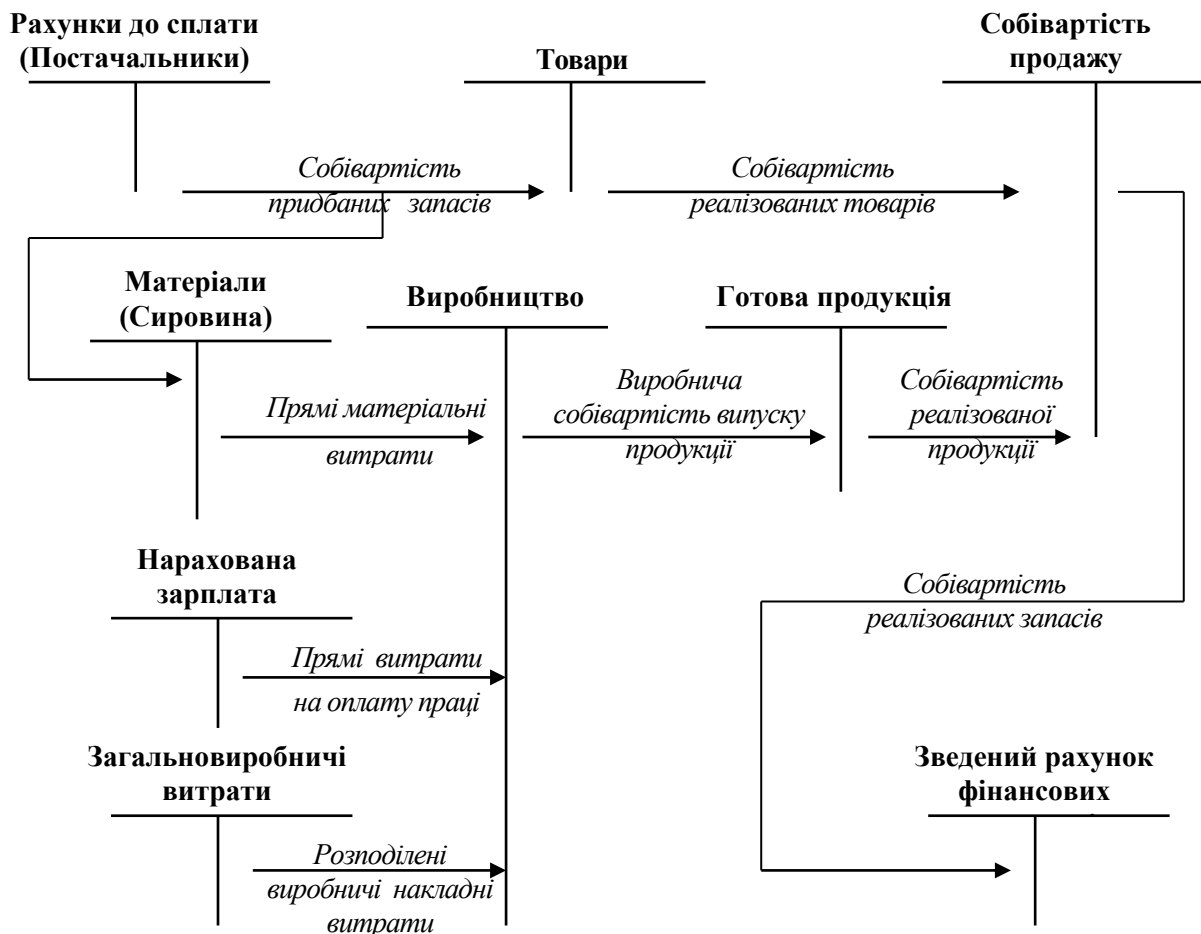 Рахунки до сплати
(Постачальники)
Товари
Собівартість
продажу
Собівартість
придбаних запасів
Собівартість
реалізованих товарів
Матеріали
(Сировина)
Виробництво
Готова продукція
Прямі матеріальні
витрати
Виробнича
собівартість випуску
продукції
Собівартість
реалізованої
продукції
Нарахована
зарплата
Собівартість
реалізованих запасів
Прямі витрати
на оплату праці
Загальновиробничі
витрати
Зведений рахунок
фінансових
Розподілені
виробничі накладні
витрати